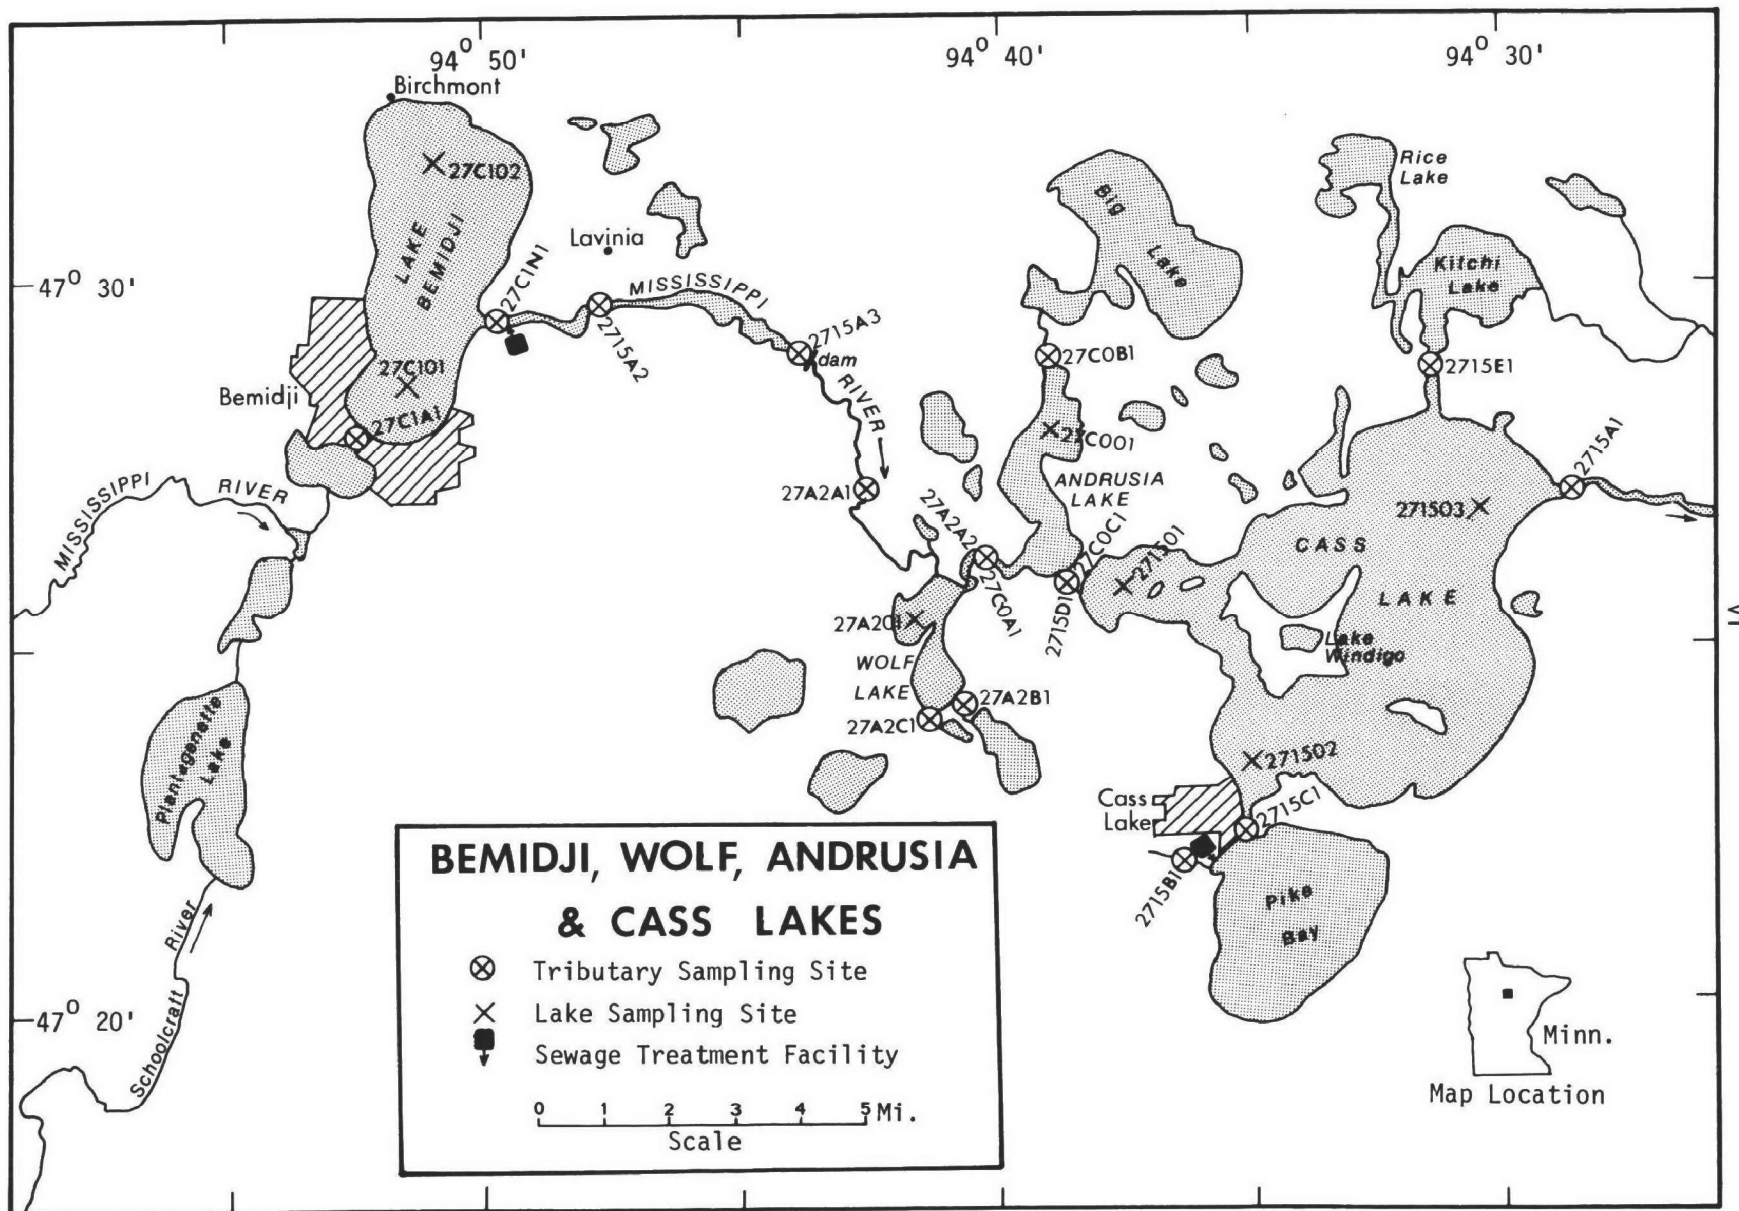 94° 50'
94° 40'
94° 30'
Birchmont
27C102
LAKE
BEMIDJI
Lavinia
27C1N1
2715A2
MISSISSIPPI
2715A3
dam
RIVER
47° 30'
27C101
Bemidji
27C1A1
MISSISSIPPI
RIVER
Big
Lake
Rice
Lake
Kitchi
Lake
27C0B1
2715E1
27C001
ANDRUSIA
LAKE
2715A1
27A2A1
27A2A2
27C0C1
271501
271503
CASS
LAKE
27C0A1
2715D1
27A201
WOLF
LAKE
Lake
Windigo
27A2B1
27A2C1
Plantagenette
Lake
271502
Cass
Lake
2715C1
2715B1
Pike
Bay
River
Schoolcraft
47° 20'
BEMIDJI, WOLF, ANDRUSIA
& CASS LAKES
Tributary Sampling Site
Lake Sampling Site
Sewage Treatment Facility
0 1 2 3 4 5 Mi.
Scale
Minn.
Map Location